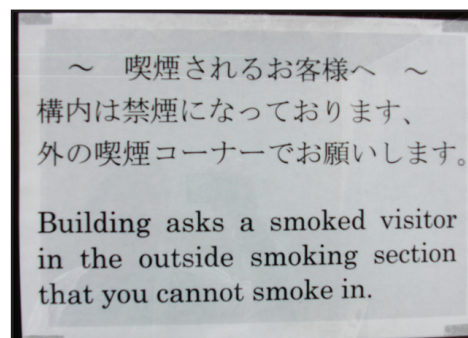 ～ 喫煙されるお客様へ ～
構内は禁煙になっております、
外の喫煙コーナーでお願いします。
Building asks a smoked visitor
in the outside smoking section
that you cannot smoke in.